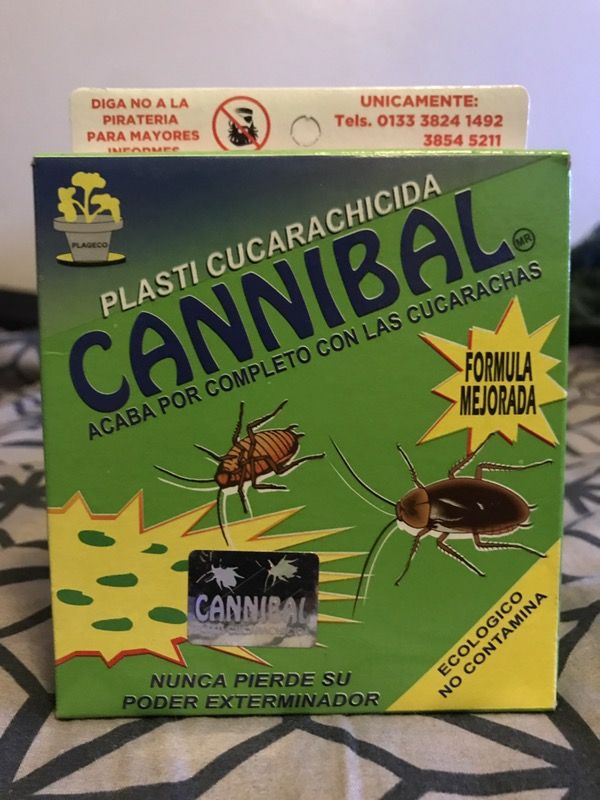 DIGA NO A LA
PIRATERIA
PARA MAYORES
INFORMES
UNICAMENTE:
Tels. 0133 3824 1492
3854 5211
PLAGECO
PLASTI CUCARACHICIDA
CANNIBAL MR
ACABA POR COMPLETO CON LAS CUCARACHAS
FORMULA
MEJORADA
CANNIBAL
ECOLOGICO
NO CONTAMINA
NUNCA PIERDE SU
PODER EXTERMINADOR